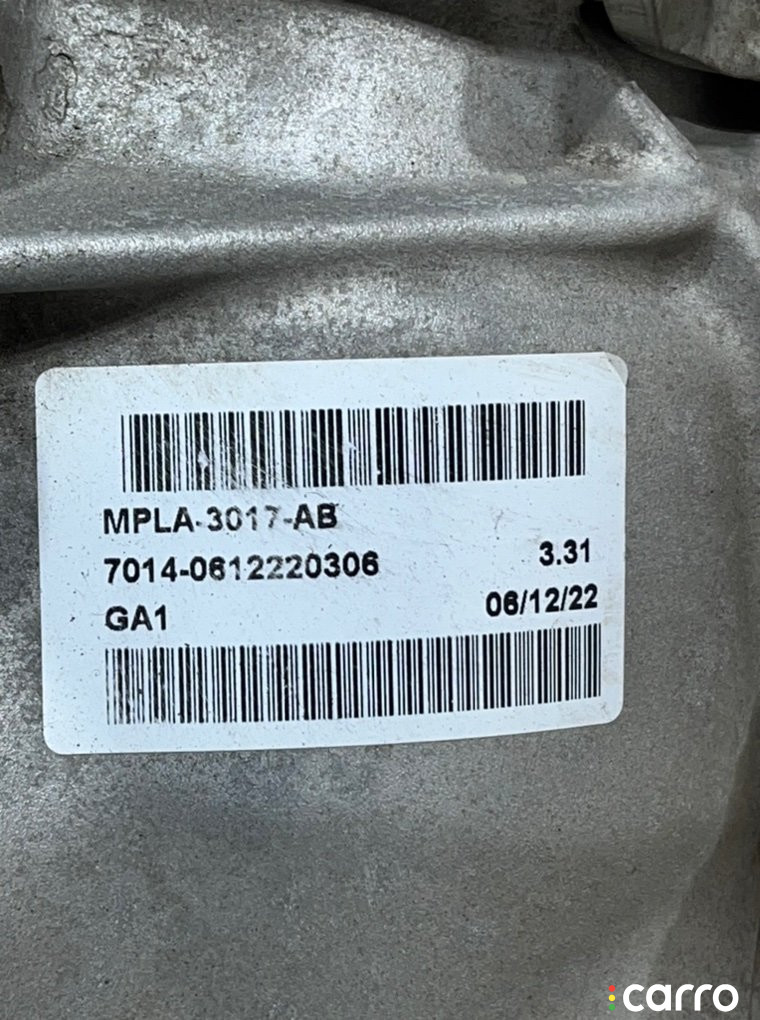 MPLA-3017-AB
7014-0612220306
3.31
GA1
06/12/22
carro